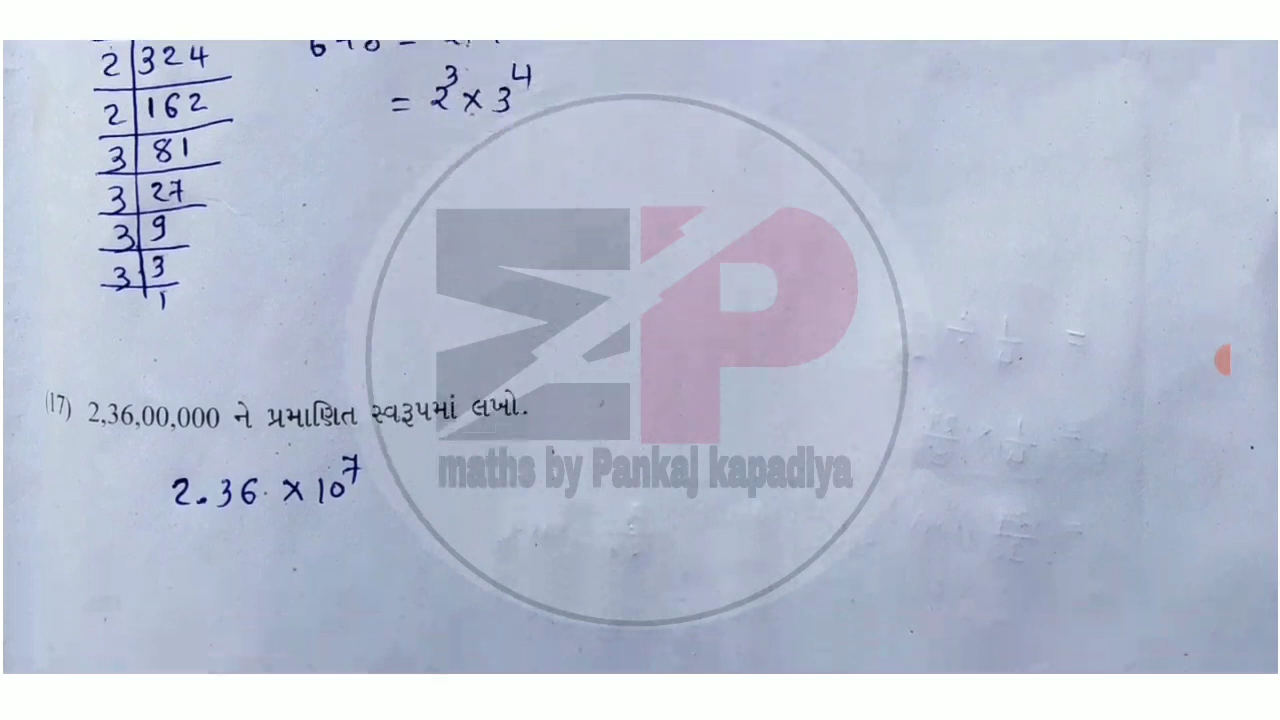 2 324
= 2³ × 3⁴
2 162
3 81
3 27
3 9
3 3
1
(17) 2,36,00,000 ને પ્રમાણિત સ્વરૂપમાં લખો.
maths by Pankaj kapadiya
2.36 × 10⁷